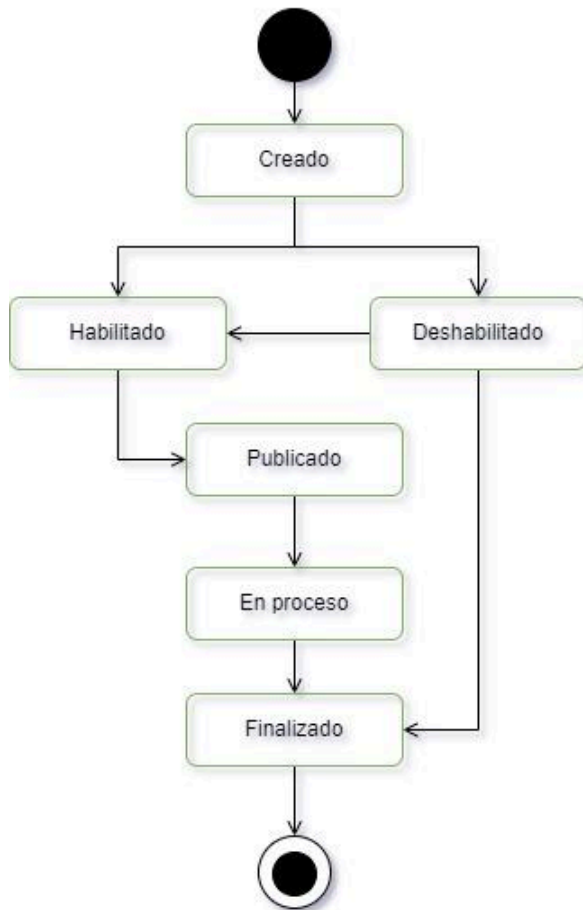 Creado
Habilitado
Deshabilitado
Publicado
En proceso
Finalizado